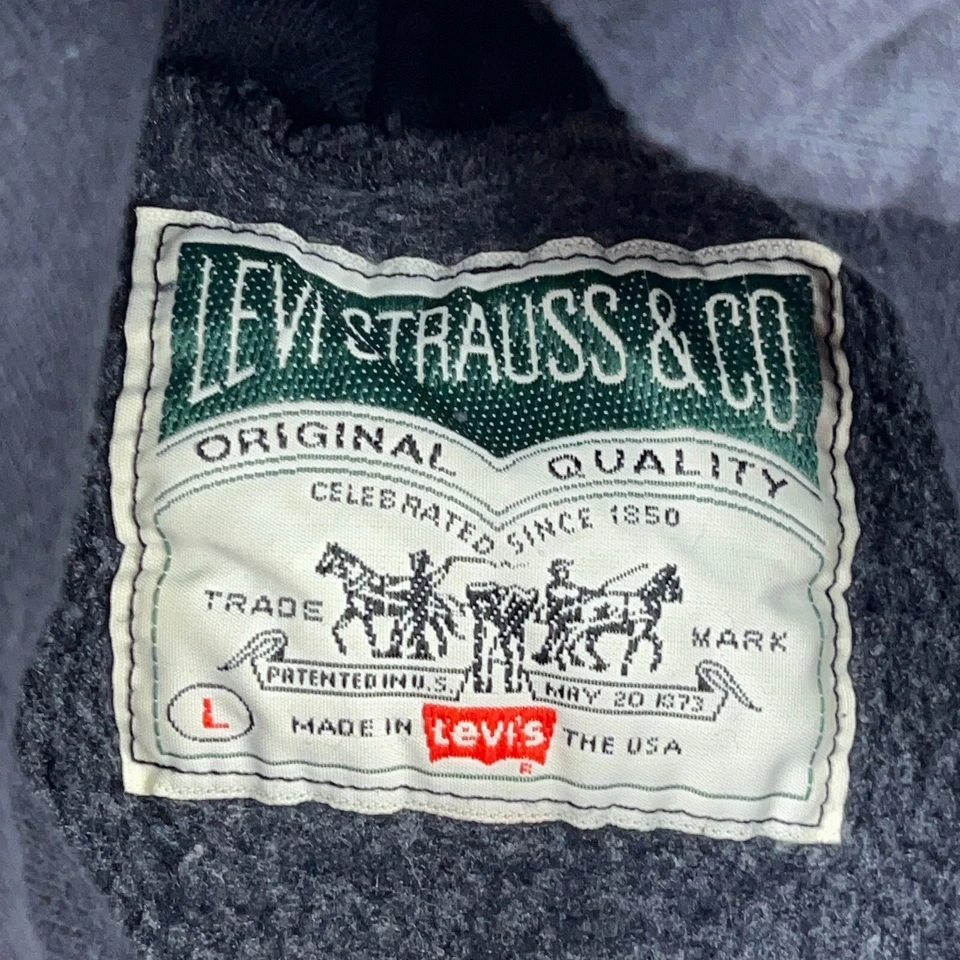 LEVI STRAUSS & CO.
ORIGINAL QUALITY
CELEBRATED SINCE 1850
TRADE MARK
PATENTED IN U.S. MAY 20 1873
L
MADE IN Levi's THE USA
®